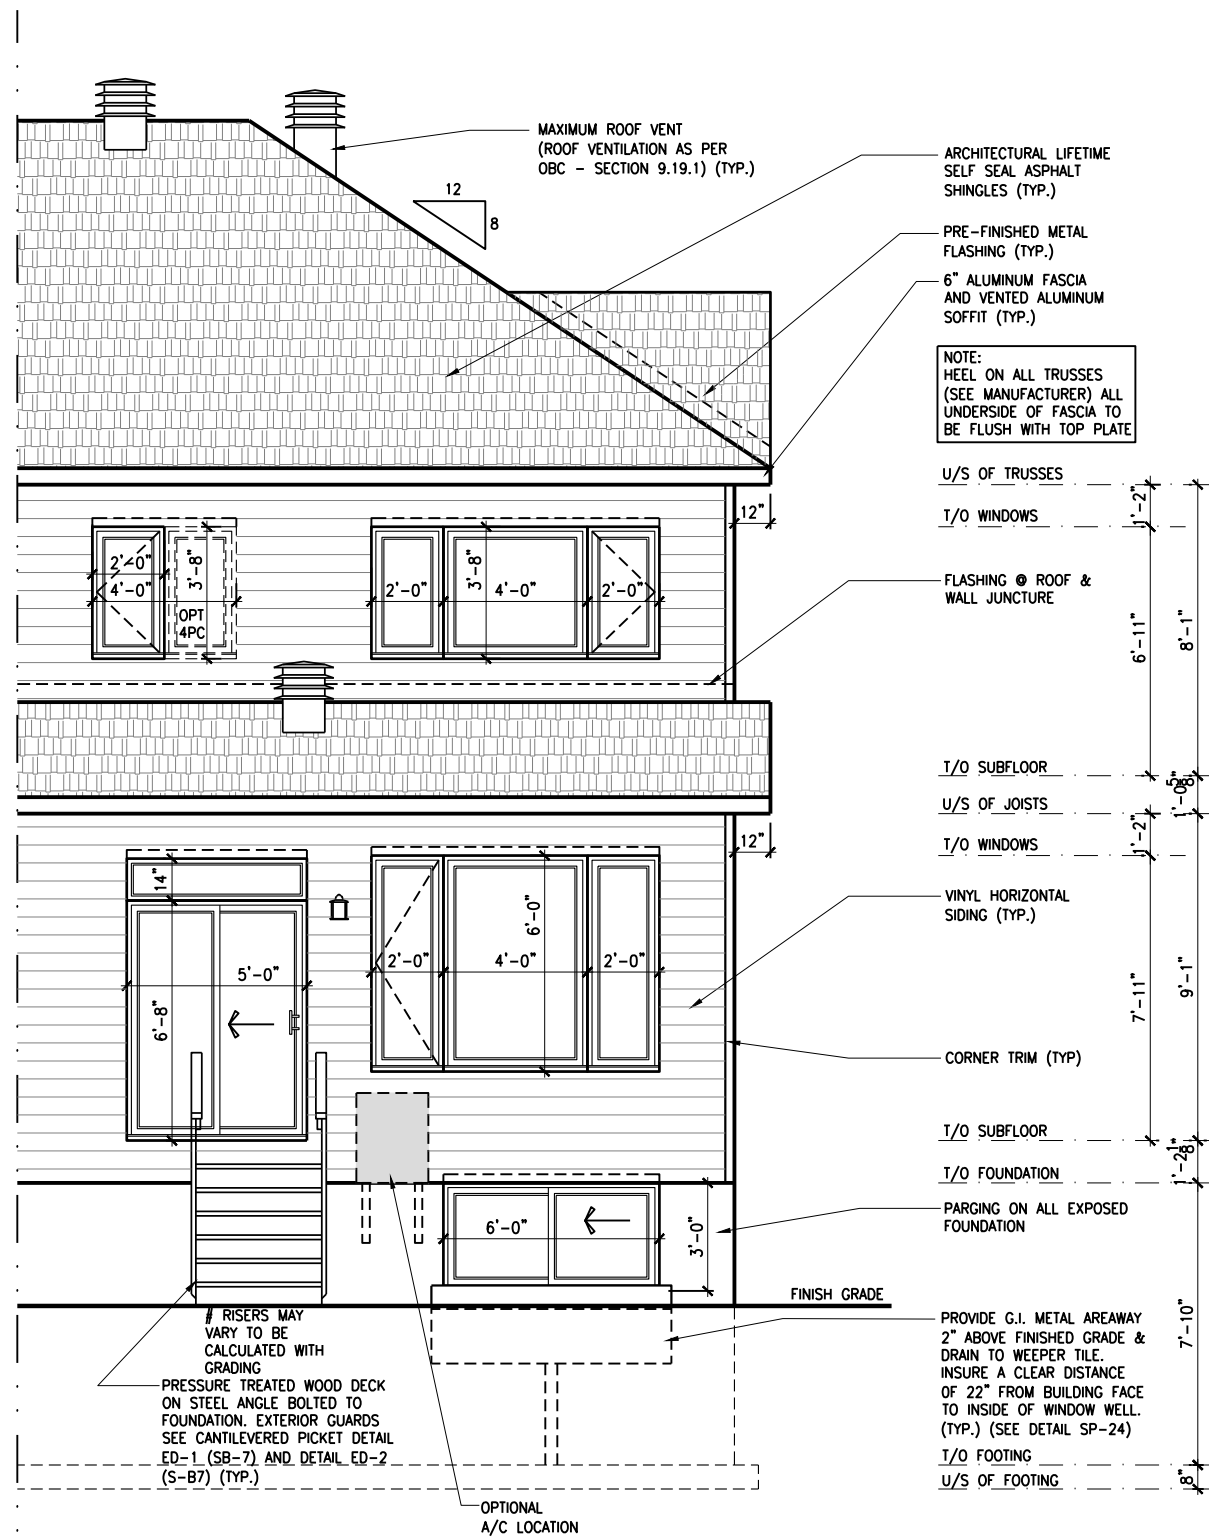 MAXIMUM ROOF VENT
(ROOF VENTILATION AS PER
OBC - SECTION 9.19.1) (TYP.)
12
8
ARCHITECTURAL LIFETIME
SELF SEAL ASPHALT
SHINGLES (TYP.)
PRE-FINISHED METAL
FLASHING (TYP.)
6" ALUMINUM FASCIA
AND VENTED ALUMINUM
SOFFIT (TYP.)
NOTE:
HEEL ON ALL TRUSSES
(SEE MANUFACTURER) ALL
UNDERSIDE OF FASCIA TO
BE FLUSH WITH TOP PLATE
U/S OF TRUSSES
1'-2"
12"
T/O WINDOWS
2'-0"
4'-0"
3'-8"
OPT
4PC
2'-0"
3'-8"
4'-0"
2'-0"
FLASHING @ ROOF &
WALL JUNCTURE
6'-11"
8'-1"
T/O SUBFLOOR
1'-0⅝"
U/S OF JOISTS
1'-2"
12"
T/O WINDOWS
14"
5'-0"
6'-8"
6'-0"
2'-0"
4'-0"
2'-0"
VINYL HORIZONTAL
SIDING (TYP.)
7'-11"
9'-1"
CORNER TRIM (TYP)
T/O SUBFLOOR
1'-2⅛"
T/O FOUNDATION
6'-0"
3'-0"
PARGING ON ALL EXPOSED
FOUNDATION
FINISH GRADE
# RISERS MAY
VARY TO BE
CALCULATED WITH
GRADING
PRESSURE TREATED WOOD DECK
ON STEEL ANGLE BOLTED TO
FOUNDATION. EXTERIOR GUARDS
SEE CANTILEVERED PICKET DETAIL
ED-1 (SB-7) AND DETAIL ED-2
(S-B7) (TYP.)
PROVIDE G.I. METAL AREAWAY
2" ABOVE FINISHED GRADE &
DRAIN TO WEEPER TILE.
INSURE A CLEAR DISTANCE
OF 22" FROM BUILDING FACE
TO INSIDE OF WINDOW WELL.
(TYP.) (SEE DETAIL SP-24)
7'-10"
T/O FOOTING
U/S OF FOOTING
8"
OPTIONAL
A/C LOCATION